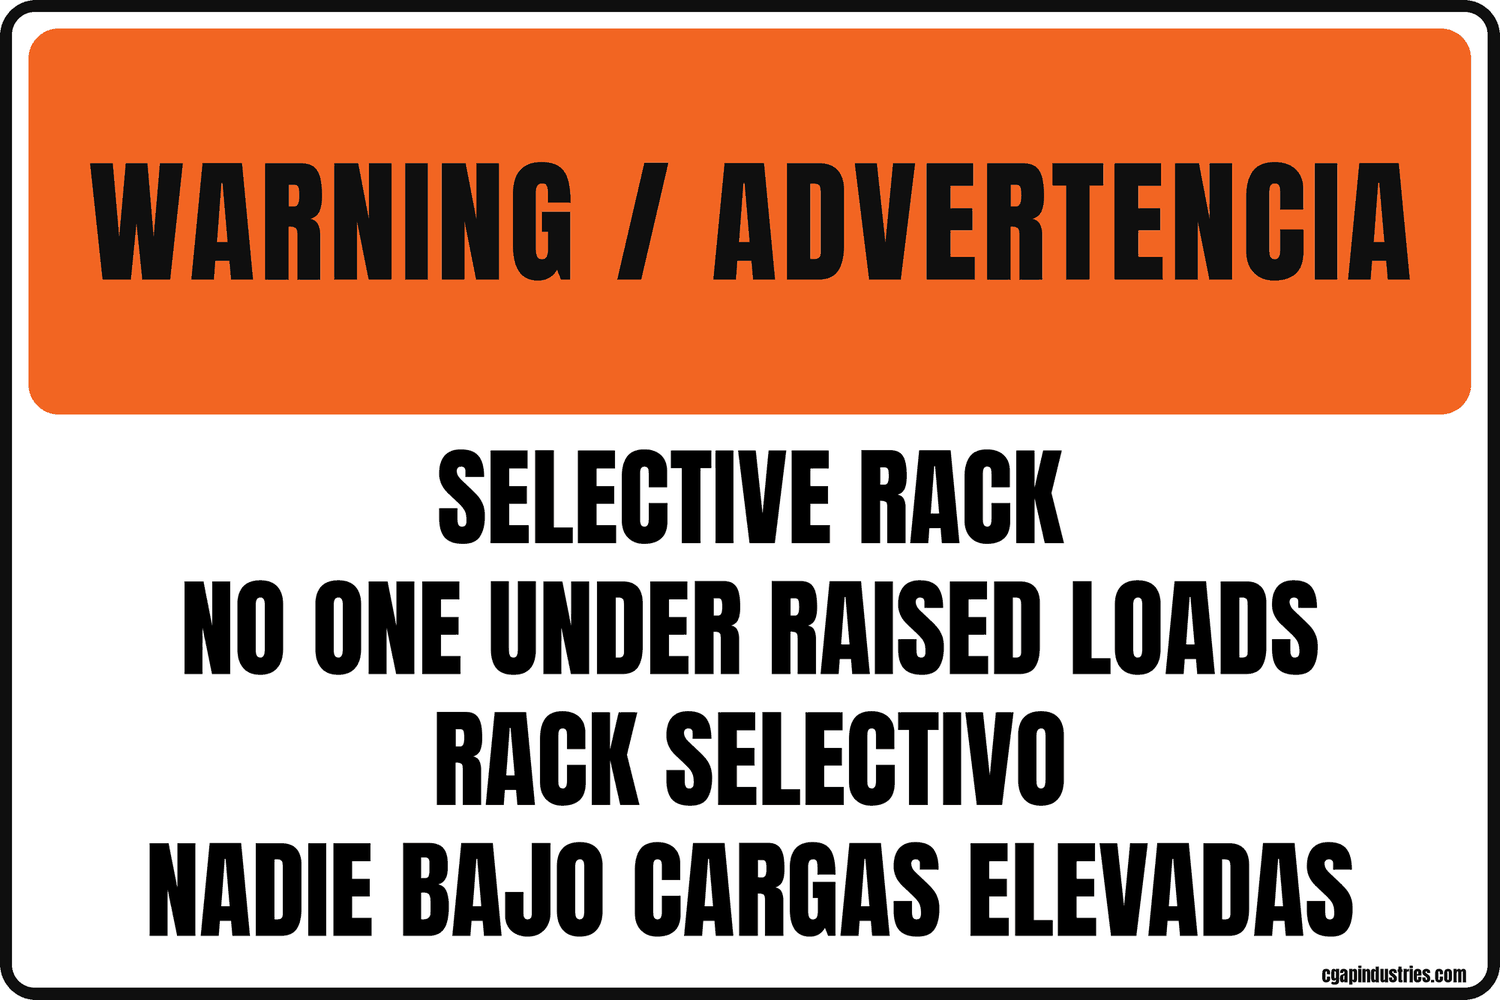 WARNING / ADVERTENCIA
SELECTIVE RACK
NO ONE UNDER RAISED LOADS
RACK SELECTIVO
NADIE BAJO CARGAS ELEVADAS
cgapindustries.com